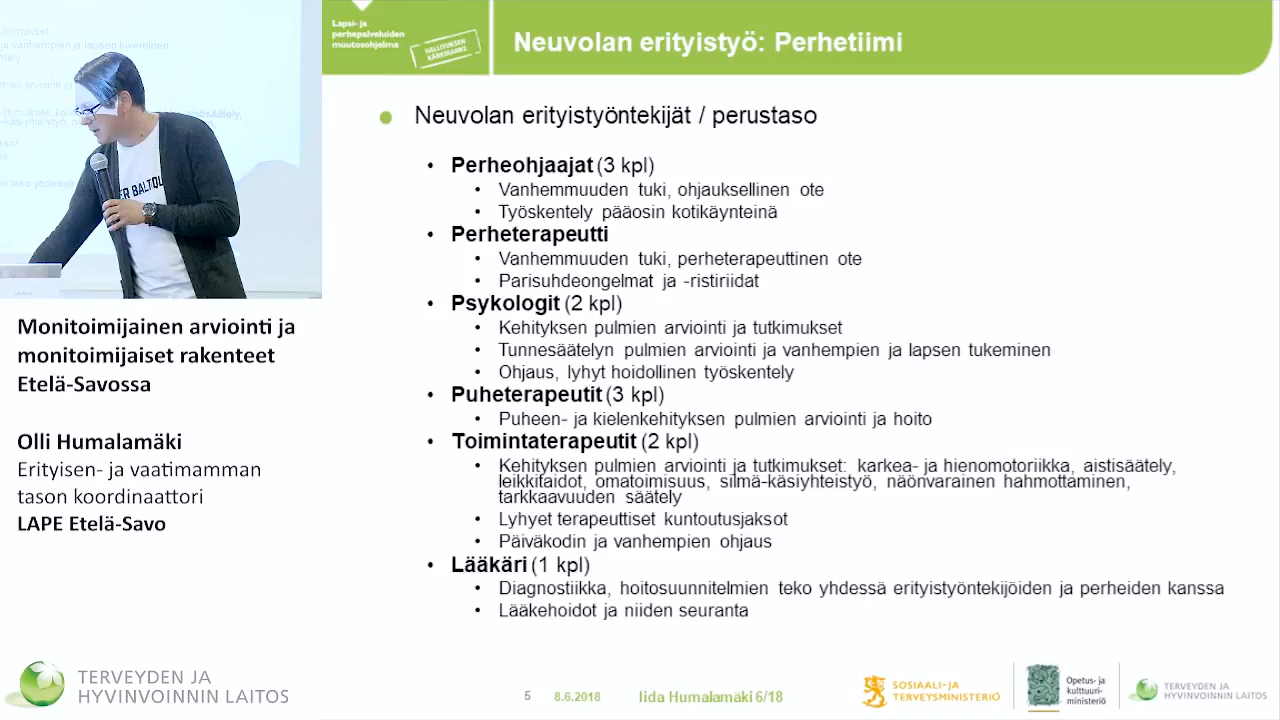 Lapsi- ja
perhepalveluiden
muutosohjelma
HALLITUKSEN
KÄRKIHANKE
Neuvolan erityistyö: Perhetiimi
Neuvolan erityistyöntekijät / perustaso
Perheohjaajat (3 kpl)
Vanhemmuuden tuki, ohjauksellinen ote
Työskentely pääosin kotikäynteinä
Perheterapeutti
Vanhemmuuden tuki, perheterapeuttinen ote
Parisuhdeongelmat ja -ristiriidat
Psykologit (2 kpl)
Kehityksen pulmien arviointi ja tutkimukset
Tunnesäätelyn pulmien arviointi ja vanhempien ja lapsen tukeminen
Ohjaus, lyhyt hoidollinen työskentely
Puheterapeutit (3 kpl)
Puheen- ja kielenkehityksen pulmien arviointi ja hoito
Toimintaterapeutit (2 kpl)
Kehityksen pulmien arviointi ja tutkimukset: karkea- ja hienomotoriikka, aistisäätely,
leikkitaidot, omatoimisuus, silmä-käsiyhteistyö, näönvarainen hahmottaminen,
tarkkaavuuden säätely
Lyhyet terapeuttiset kuntoutusjaksot
Päiväkodin ja vanhempien ohjaus
Lääkäri (1 kpl)
Diagnostiikka, hoitosuunnitelmien teko yhdessä erityistyöntekijöiden ja perheiden kanssa
Lääkehoidot ja niiden seuranta
Monitoimijainen arviointi ja
monitoimijaiset rakenteet
Etelä-Savossa
Olli Humalamäki
Erityisen- ja vaatimamman
tason koordinaattori
LAPE Etelä-Savo
TERVEYDEN JA
HYVINVOINNIN LAITOS
5 8.6.2018 Iida Humalamäki 6/18
SOSIAALI- JA
TERVEYSMINISTERIÖ
Opetus- ja
kulttuuri-
ministeriö
TERVEYDEN JA
HYVINVOINNIN LAITOS